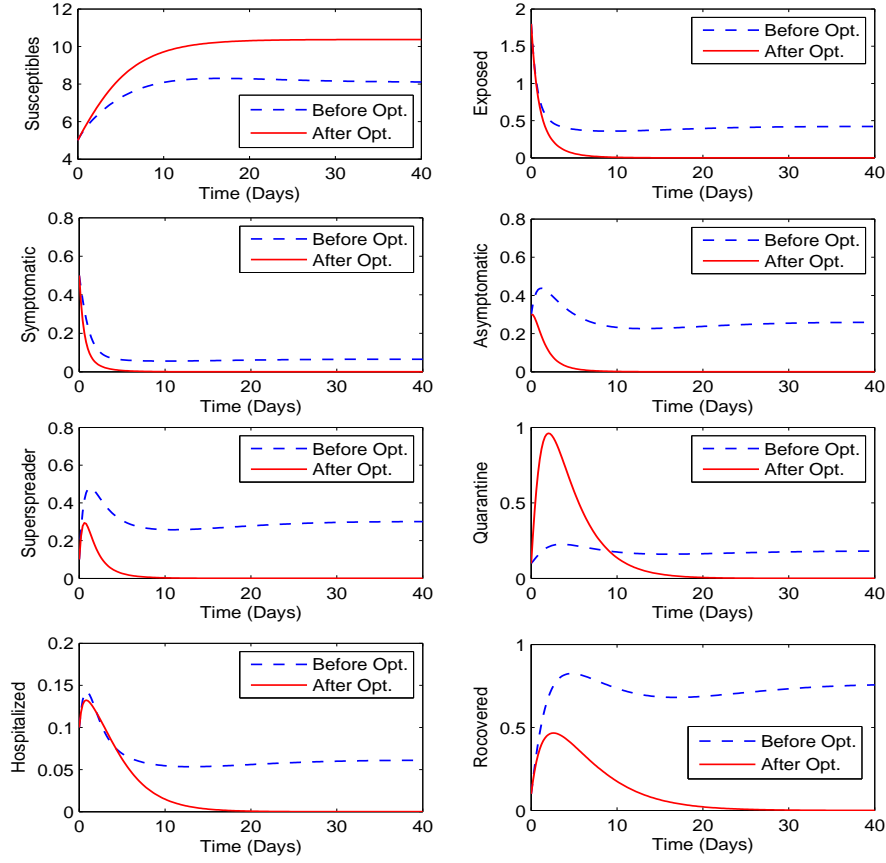 12
10
8
6
4
0
10
20
30
40
Susceptibles
Time (Days)
Before Opt.
After Opt.
2
1.5
1
0.5
0
0
10
20
30
40
Exposed
Time (Days)
Before Opt.
After Opt.
0.8
0.6
0.4
0.2
0
0
10
20
30
40
Symptomatic
Time (Days)
Before Opt.
After Opt.
0.8
0.6
0.4
0.2
0
0
10
20
30
40
Asymptomatic
Time (Days)
Before Opt.
After Opt.
0.8
0.6
0.4
0.2
0
0
10
20
30
40
Superspreader
Time (Days)
Before Opt.
After Opt.
1
0.5
0
0
10
20
30
40
Quarantine
Time (Days)
Before Opt.
After Opt.
0.2
0.15
0.1
0.05
0
0
10
20
30
40
Hospitalized
Time (Days)
Before Opt.
After Opt.
1
0.5
0
0
10
20
30
40
Rocovered
Time (Days)
Before Opt.
After Opt.